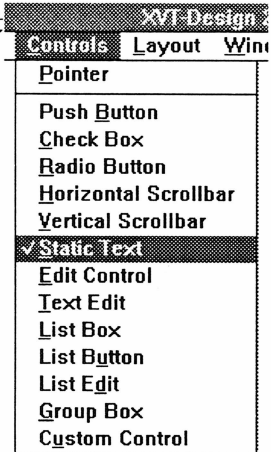 XVT-Design
Controls Layout
Pointer
Push Button
Check Box
Radio Button
Horizontal Scrollbar
Vertical Scrollbar
✓Static Text
Edit Control
Text Edit
List Box
List Button
List Edit
Group Box
Custom Control